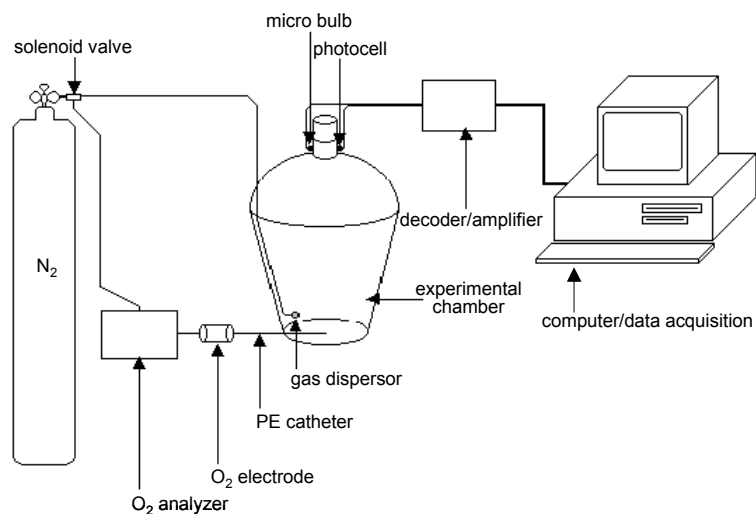 micro bulb
solenoid valve
photocell
decoder/amplifier
N₂
experimental
chamber
computer/data acquisition
gas dispersor
PE catheter
O₂ electrode
O₂ analyzer